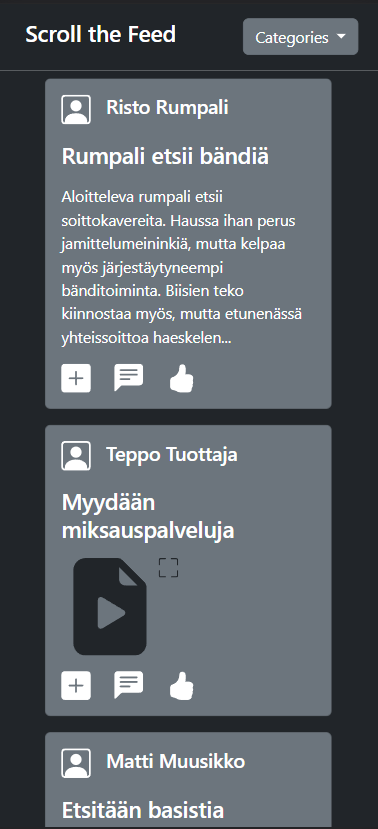 Scroll the Feed
Categories
Risto Rumpali
Rumpali etsii bändiä
Aloitteleva rumpali etsii
soittokavereita. Haussa ihan perus
jamittelumeininkiä, mutta kelpaa
myös järjestäytyneempi
bänditoiminta. Biisien teko
kiinnostaa myös, mutta etunenässä
yhteissoittoa haeskelen...
Teppo Tuottaja
Myydään
miksauspalveluja
Matti Muusikko
Etsitään basistia